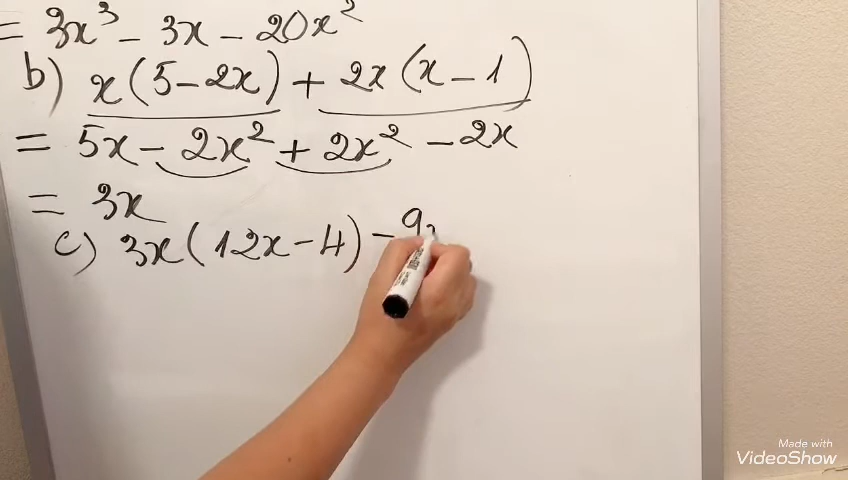 = 3x³ - 3x - 20x²
b) x(5-2x) + 2x(x-1)
= 5x - 2x² + 2x² - 2x
= 3x
c) 3x(12x-4) - 9
Made with
VideoShow